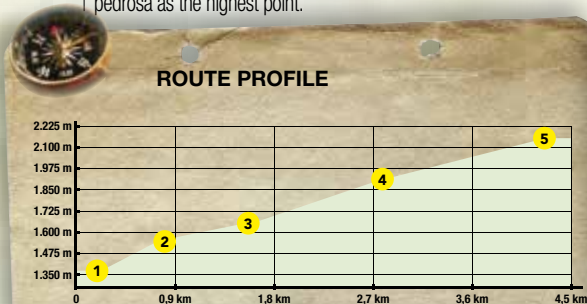 pedrosa as the highest point.
ROUTE PROFILE
2.225 m
2.100 m
1.975 m
1.850 m
1.725 m
1.600 m
1.475 m
1.350 m
1
2
3
4
5
0
0,9 km
1,8 km
2,7 km
3,6 km
4,5 km